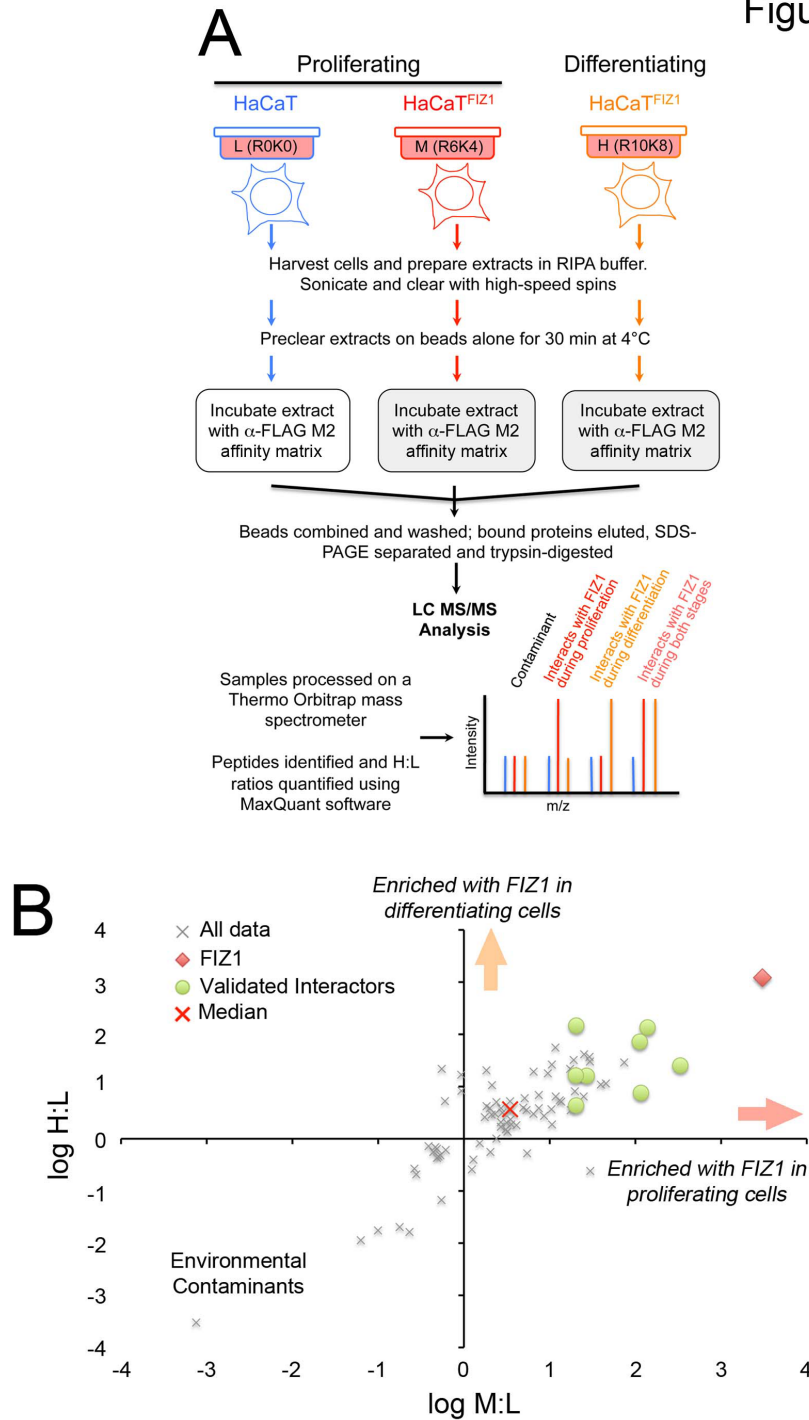 Figu
A
Proliferating
Differentiating
HaCaT
HaCaTFIZ1
HaCaTFIZ1
L (R0K0)
M (R6K4)
H (R10K8)
Harvest cells and prepare extracts in RIPA buffer.
Sonicate and clear with high-speed spins
Preclear extracts on beads alone for 30 min at 4°C
Incubate extract
with α-FLAG M2
affinity matrix
Incubate extract
with α-FLAG M2
affinity matrix
Incubate extract
with α-FLAG M2
affinity matrix
Beads combined and washed; bound proteins eluted, SDS-
PAGE separated and trypsin-digested
LC MS/MS
Analysis
Samples processed on a
Thermo Orbitrap mass
spectrometer
Peptides identified and H:L
ratios quantified using
MaxQuant software
Contaminant
Interacts with FIZ1
during proliferation
Interacts with FIZ1
during differentiation
Interacts with FIZ1
during both stages
Intensity
m/z
B
Enriched with FIZ1 in
differentiating cells
All data
FIZ1
Validated Interactors
Median
4
3
2
1
0
-1
-2
-3
-4
log H:L
Enriched with FIZ1 in
proliferating cells
Environmental
Contaminants
-4 -3 -2 -1 0 1 2 3 4
log M:L